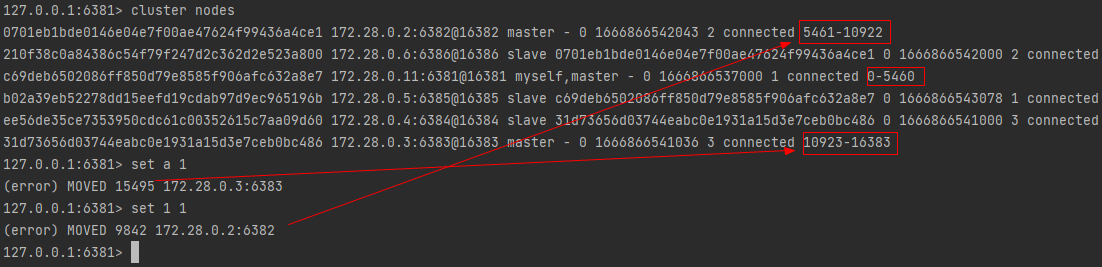 127.0.0.1:6381> cluster nodes
0701eb1bde0146e04e7f00ae47624f99436a4ce1 172.28.0.2:6382@16382 master - 0 1666866542043 2 connected 5461-10922
210f38c0a84386c54f79f247d2c362d2e523a800 172.28.0.6:6386@16386 slave 0701eb1bde0146e04e7f00ae47624f99436a4ce1 0 1666866542000 2 connected
c69deb6502086ff850d79e8585f906afc632a8e7 172.28.0.11:6381@16381 myself,master - 0 1666866537000 1 connected 0-5460
b02a39eb52278dd15eefd19cdab97d9ec965196b 172.28.0.5:6385@16385 slave c69deb6502086ff850d79e8585f906afc632a8e7 0 1666866543078 1 connected
ee56de35ce7353950cdc61c00352615c7aa09d60 172.28.0.4:6384@16384 slave 31d73656d03744eabc0e1931a15d3e7ceb0bc486 0 1666866541000 3 connected
31d73656d03744eabc0e1931a15d3e7ceb0bc486 172.28.0.3:6383@16383 master - 0 1666866541036 3 connected 10923-16383
127.0.0.1:6381> set a 1
(error) MOVED 15495 172.28.0.3:6383
127.0.0.1:6381> set 1 1
(error) MOVED 9842 172.28.0.2:6382
127.0.0.1:6381>